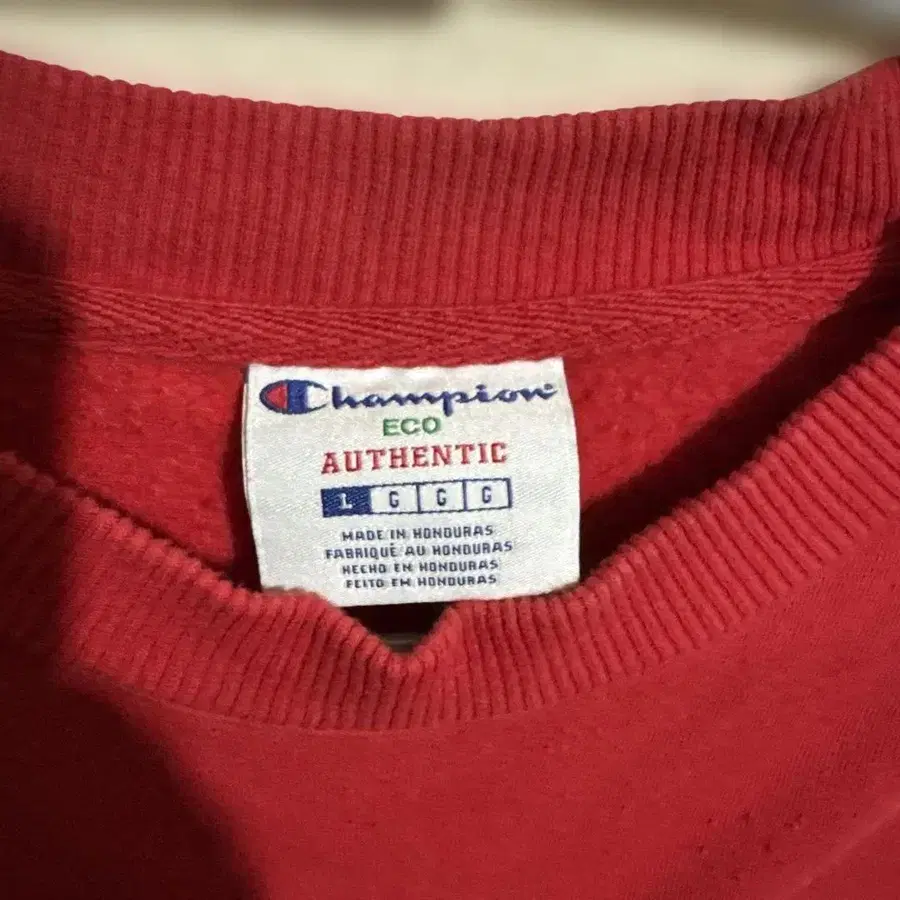 Champion
ECO
AUTHENTIC
L G G G
MADE IN HONDURAS
FABRIQUÉ AU HONDURAS
HECHO EN HONDURAS
FEITO EM HONDURAS